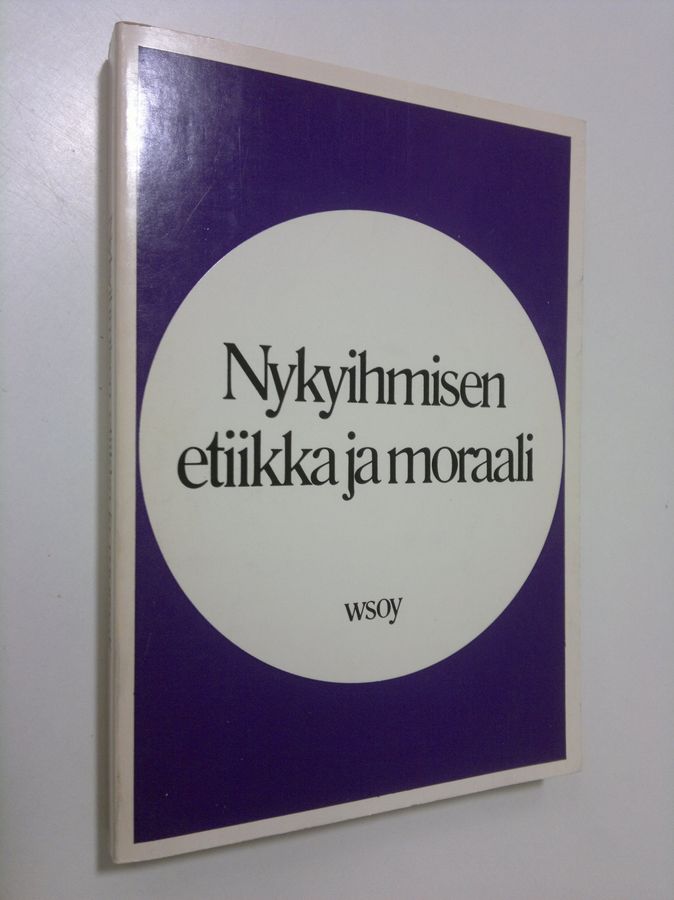 Nykyihmisen
etiikka ja moraali
wsoy